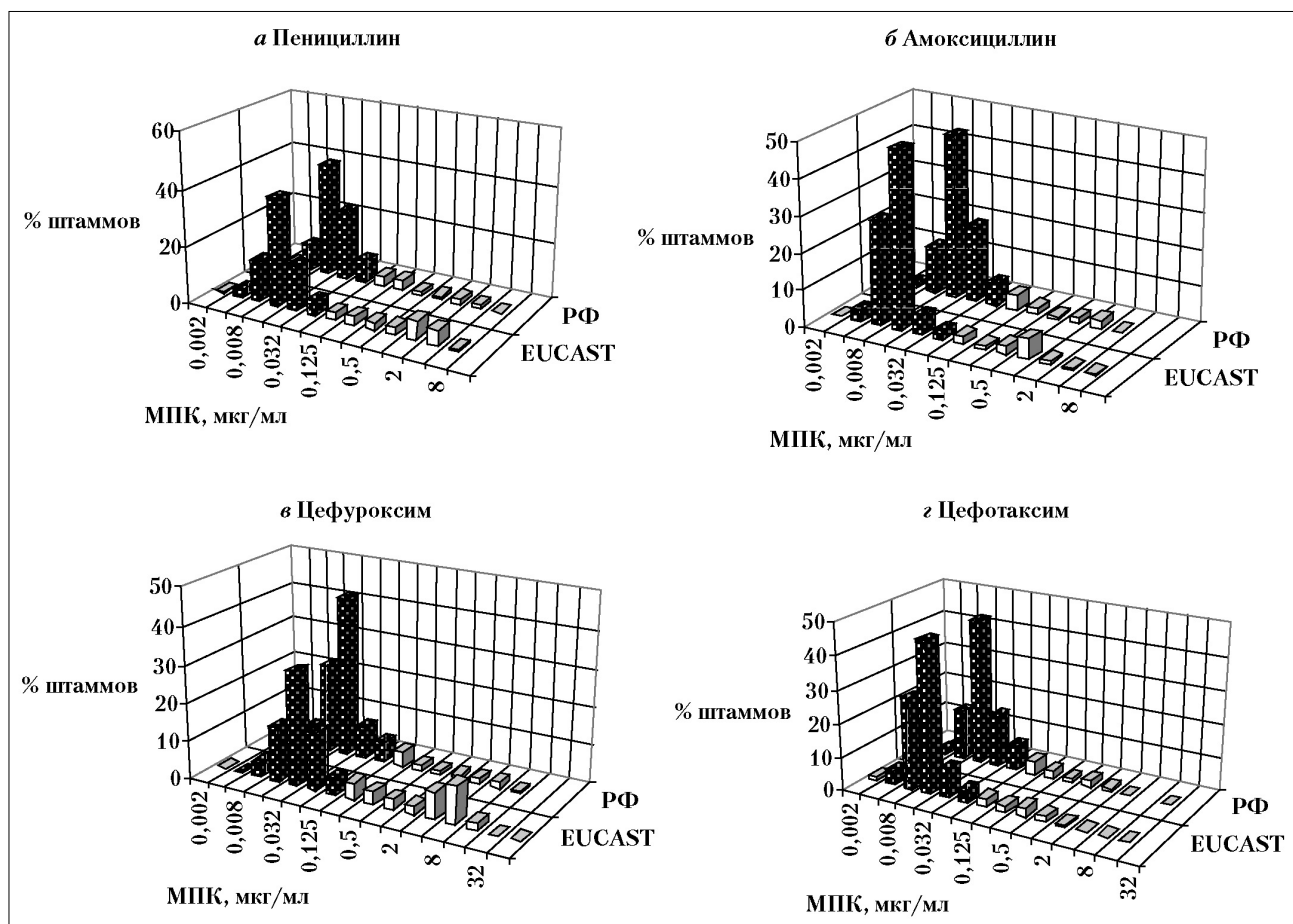 а Пенициллин
60
40
20
0
% штаммов
0,002
0,008
0,032
0,125
0,5
2
8
РФ
EUCAST
МПК, мкг/мл
б Амоксициллин
50
40
30
20
10
0
% штаммов
0,002
0,008
0,032
0,125
0,5
2
8
РФ
EUCAST
МПК, мкг/мл
в Цефуроксим
50
40
30
20
10
0
% штаммов
0,002
0,008
0,032
0,125
0,5
2
8
32
РФ
EUCAST
МПК, мкг/мл
г Цефотаксим
50
40
30
20
10
0
% штаммов
0,002
0,008
0,032
0,125
0,5
2
8
32
РФ
EUCAST
МПК, мкг/мл